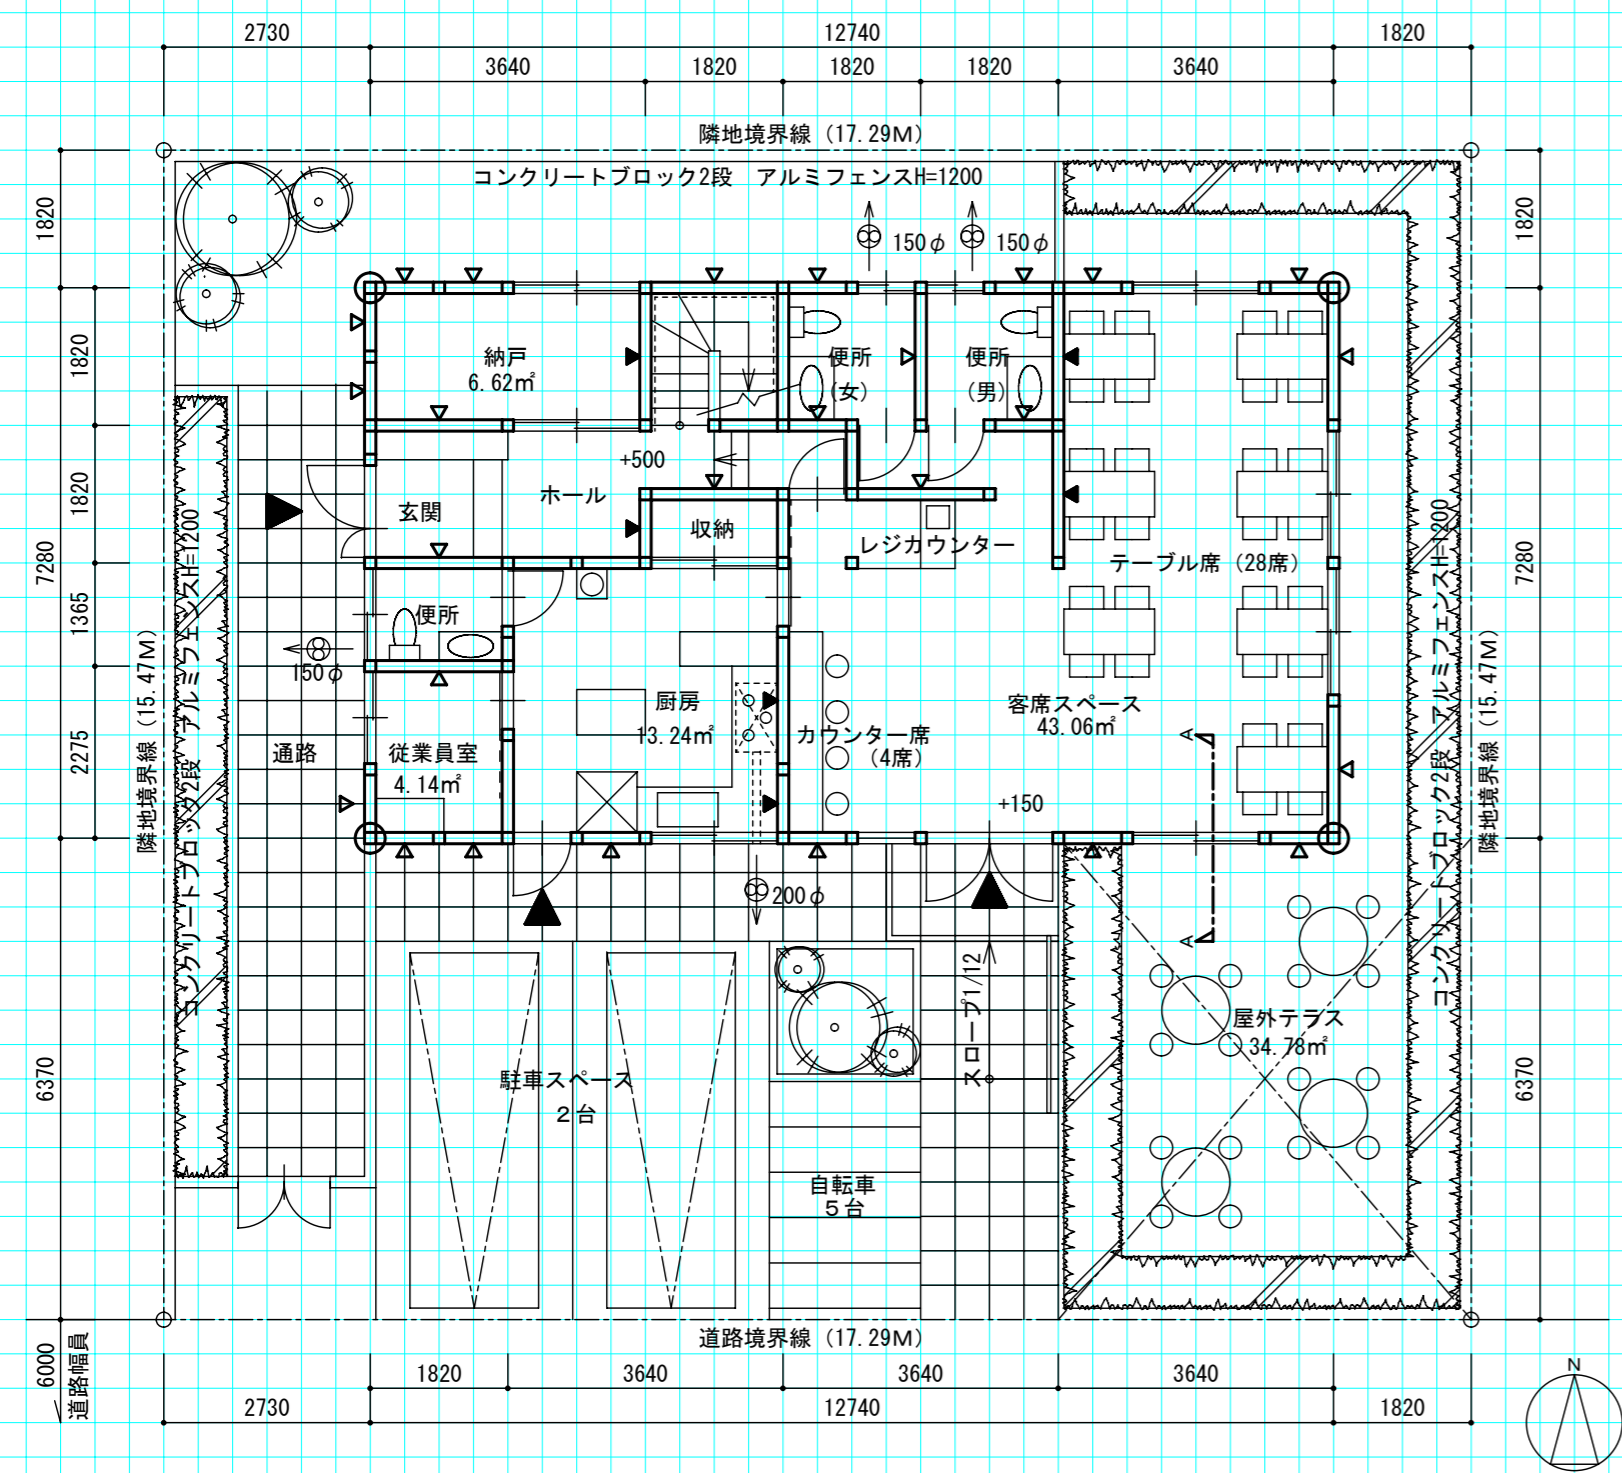 2730
12740
1820
3640
1820
1820
1820
3640
隣地境界線 (17.29M)
コンクリートブロック2段　アルミフェンスH=1200
1820
1820
150φ
150φ
1820
納戸
6.62㎡
便所
(女)
便所
(男)
+500
1820
玄関
ホール
収納
レジカウンター
テーブル席 (28席)
7280
7280
1365
便所
150φ
隣地境界線 (15.47M)
コンクリートブロック2段　アルミフェンスH=1200
コンクリートブロック2段　アルミフェンスH=1200
隣地境界線 (15.47M)
2275
通路
従業員室
4.14㎡
厨房
13.24㎡
カウンター席
(4席)
客席スペース
43.06㎡
A
+150
200φ
A
スロープ1/12
屋外テラス
34.78㎡
6370
6370
駐車スペース
2台
自転車
5台
道路境界線 (17.29M)
6000
道路幅員
1820
3640
3640
3640
2730
12740
1820
N